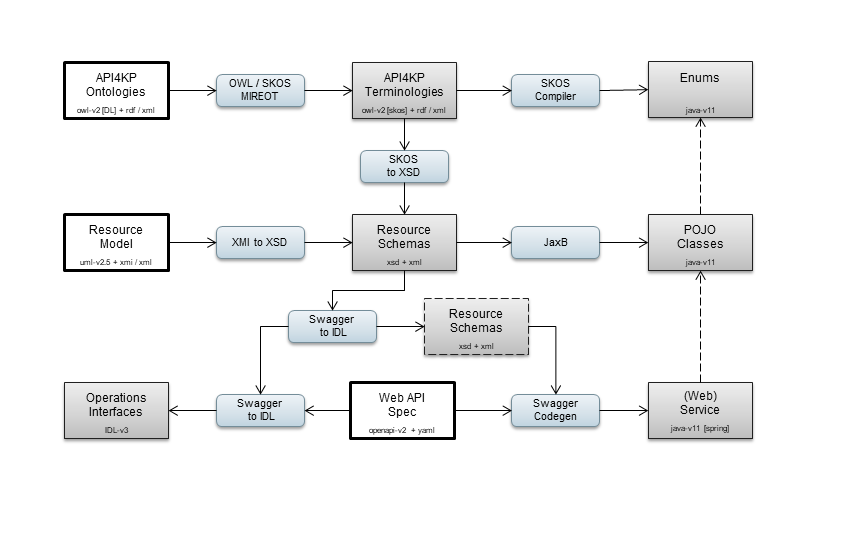 API4KP
Ontologies
owl-v2 [DL] + rdf / xml
OWL / SKOS
MIREOT
API4KP
Terminologies
owl-v2 [skos] + rdf / xml
SKOS
Compiler
Enums
java-v11
SKOS
to XSD
Resource
Model
uml-v2.5 + xmi / xml
XMI to XSD
Resource
Schemas
xsd + xml
JaxB
POJO
Classes
java-v11
Swagger
to IDL
Resource
Schemas
xsd + xml
Operations
Interfaces
IDL-v3
Swagger
to IDL
Web API
Spec
openapi-v2 + yaml
Swagger
Codegen
(Web)
Service
java-v11 [spring]